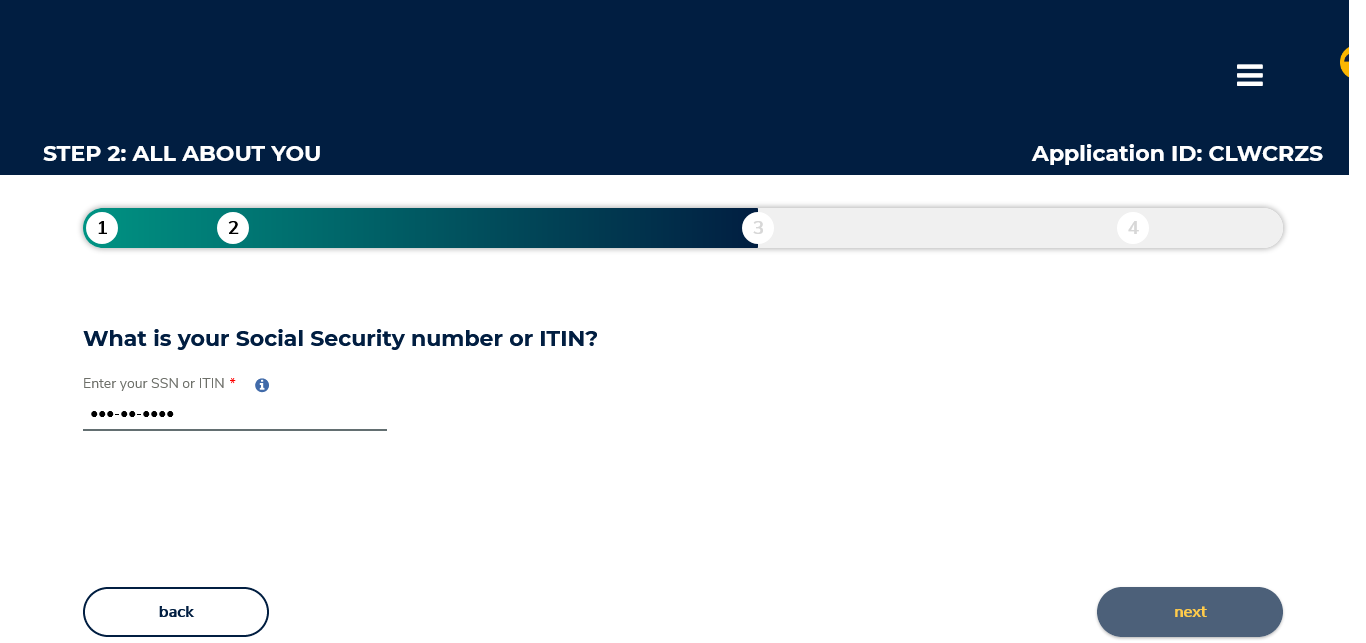 STEP 2: ALL ABOUT YOU
Application ID: CLWCRZS
1 2 3 4
What is your Social Security number or ITIN?
Enter your SSN or ITIN *
•••-••-••••
back
next